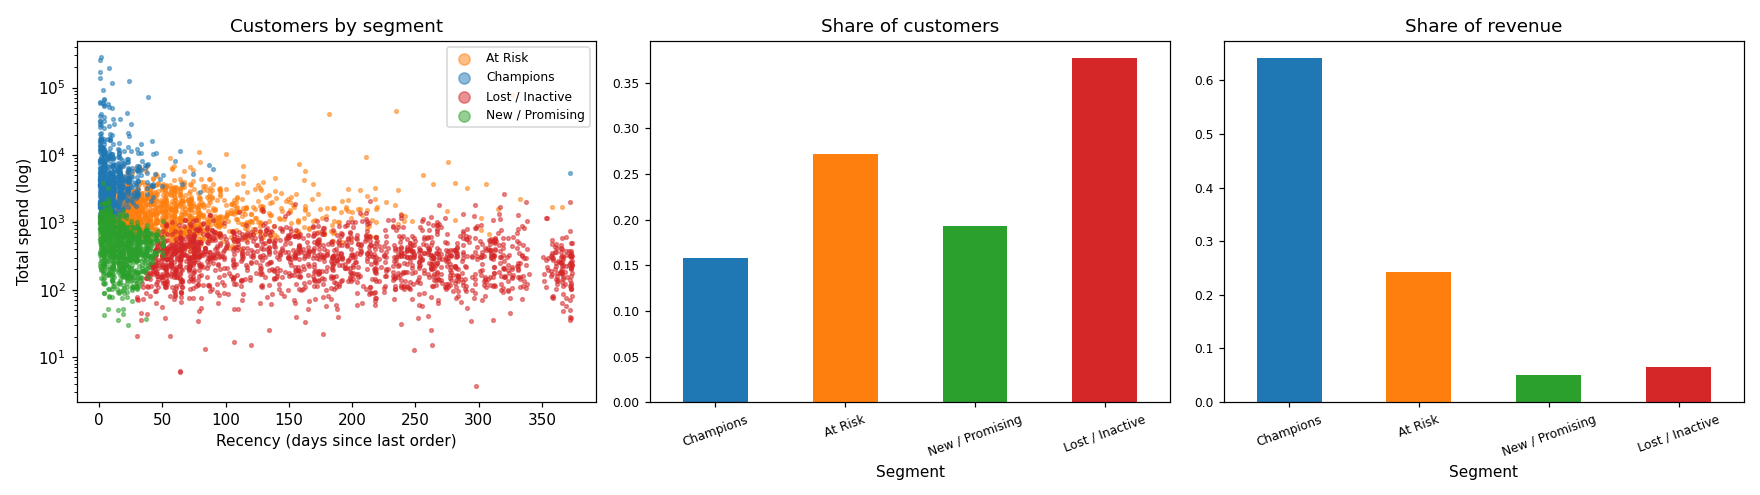 Customers by segment
10^5
10^4
10^3
10^2
10^1
Total spend (log)
0 50 100 150 200 250 300 350
Recency (days since last order)
At Risk
Champions
Lost / Inactive
New / Promising
Share of customers
0.35
0.30
0.25
0.20
0.15
0.10
0.05
0.00
Champions At Risk New / Promising Lost / Inactive
Segment
Share of revenue
0.6
0.5
0.4
0.3
0.2
0.1
0.0
Champions At Risk New / Promising Lost / Inactive
Segment